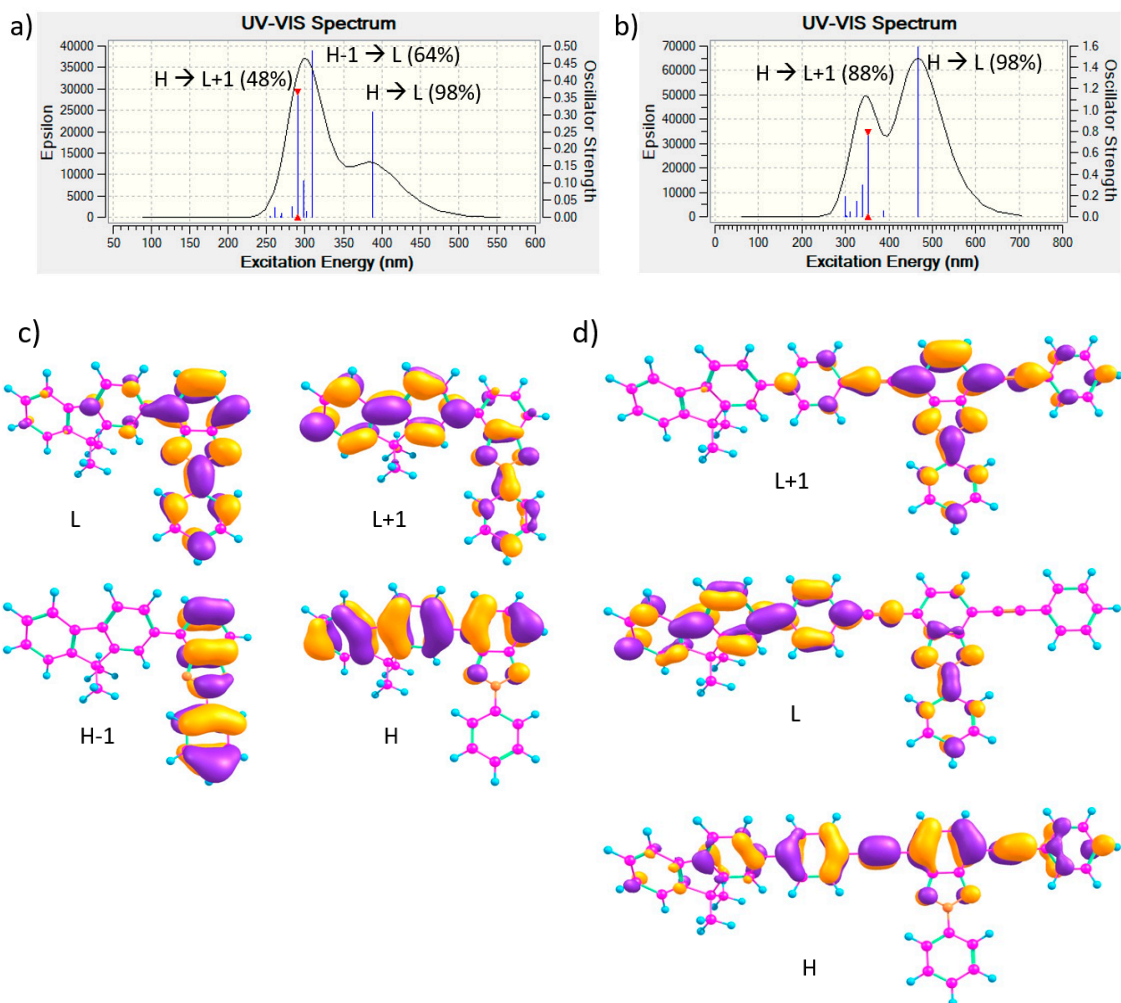 a)
UV-VIS Spectrum
40000
35000
30000
25000
20000
15000
10000
5000
0
Epsilon
0.50
0.45
0.40
0.35
0.30
0.25
0.20
0.15
0.10
0.05
0.00
Oscillator Strength
H-1 → L (64%)
H → L+1 (48%)
H → L (98%)
50 100 150 200 250 300 350 400 450 500 550 600
Excitation Energy (nm)
b)
UV-VIS Spectrum
70000
60000
50000
40000
30000
20000
10000
0
Epsilon
1.6
1.4
1.2
1.0
0.8
0.6
0.4
0.2
0.0
Oscillator Strength
H → L+1 (88%)
H → L (98%)
0 100 200 300 400 500 600 700 800
Excitation Energy (nm)
c)
L
L+1
H-1
H
d)
L+1
L
H